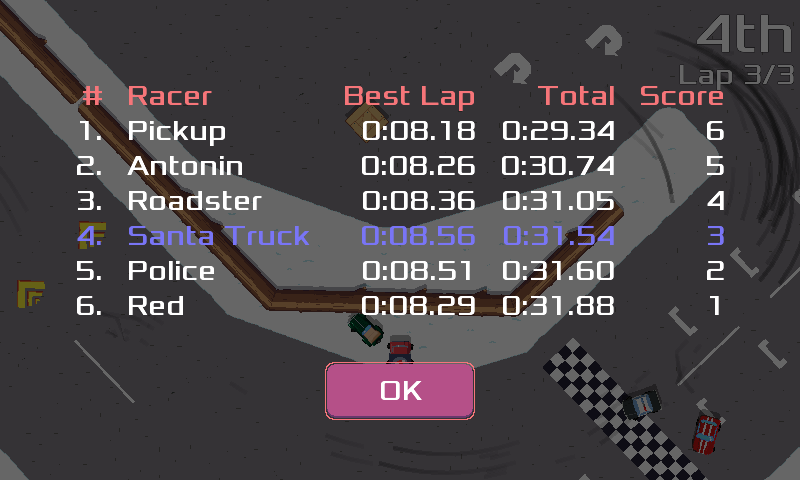 4th
Lap 3/3
# Racer Best Lap Total Score
1. Pickup 0:08.18 0:29.34 6
2. Antonin 0:08.26 0:30.74 5
3. Roadster 0:08.36 0:31.05 4
4. Santa Truck 0:08.56 0:31.54 3
5. Police 0:08.51 0:31.60 2
6. Red 0:08.29 0:31.88 1
OK